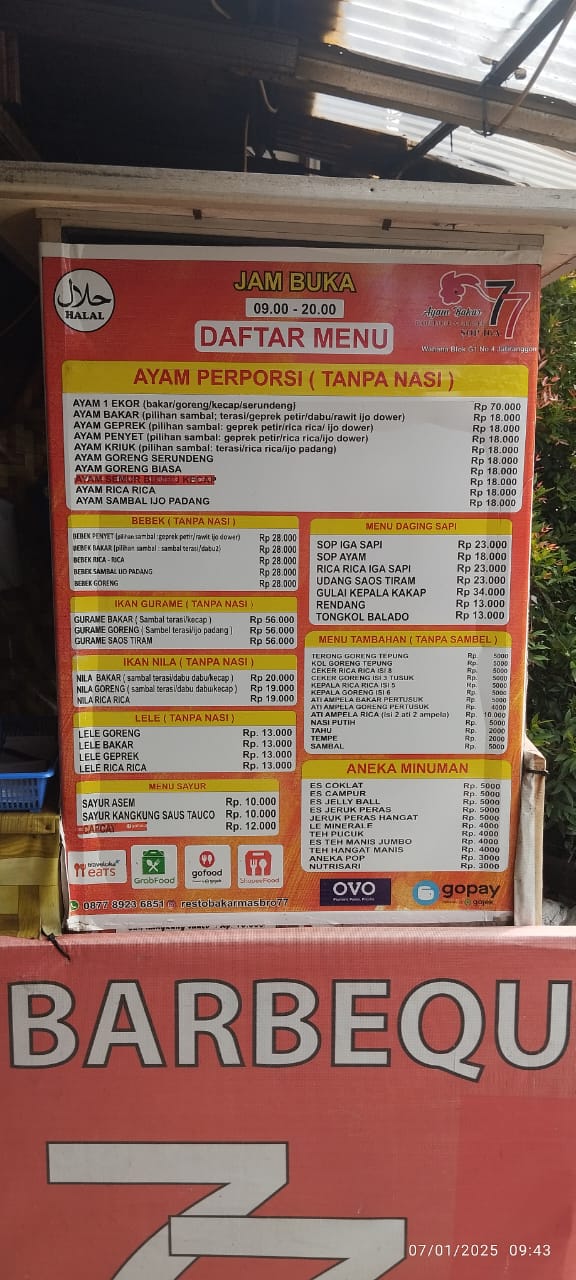 حلال
HALAL
JAM BUKA
09.00 - 20.00
DAFTAR MENU
Ayam Bakar 77
SOP IGA
Wahana Blok G1 No 4 Jatiranggon
AYAM PERPORSI ( TANPA NASI )
AYAM 1 EKOR (bakar/goreng/kecap/serundeng) Rp 70.000
AYAM BAKAR (pilihan sambal; terasi/geprek petir/dabu/rawit ijo dower) Rp 18.000
AYAM GEPREK (pilihan sambal: geprek petir/rica rica/ ijo dower) Rp 18.000
AYAM PENYET (pilihan sambal: geprek petir/rica rica/ijo dower) Rp 18.000
AYAM KRIUK (pilihan sambal: terasi/rica rica/ijo padang) Rp 18.000
AYAM GORENG SERUNDENG Rp 18.000
AYAM GORENG BIASA Rp 18.000
AYAM SEMUR BUMBU KECAP Rp 18.000
AYAM RICA RICA Rp 18.000
AYAM SAMBAL IJO PADANG Rp 18.000
BEBEK ( TANPA NASI )
BEBEK PENYET (pilihan sambal :geprek petir/rawit ijo dower) Rp 28.000
BEBEK BAKAR (pilihan sambal : sambal terasi/dabuz) Rp 28.000
BEBEK RICA - RICA Rp 28.000
BEBEK SAMBAL IJO PADANG Rp 28.000
BEBEK GORENG Rp 28.000
IKAN GURAME ( TANPA NASI )
GURAME BAKAR ( Sambal terasi/kecap ) Rp 56.000
GURAME GORENG ( Sambel terasi/ijo padang ) Rp 56.000
GURAME SAOS TIRAM Rp 56.000
IKAN NILA ( TANPA NASI )
NILA BAKAR ( sambal terasi/dabu dabu/kecap ) Rp 20.000
NILA GORENG ( sambal terasi/dabu dabu/kecap ) Rp 19.000
NILA RICA RICA Rp 19.000
LELE ( TANPA NASI )
LELE GORENG Rp. 13.000
LELE BAKAR Rp. 13.000
LELE GEPREK Rp. 13.000
LELE RICA RICA Rp. 13.000
MENU SAYUR
SAYUR ASEM Rp. 10.000
SAYUR KANGKUNG SAUS TAUCO Rp. 10.000
CAPCAY Rp. 12.000
MENU DAGING SAPI
SOP IGA SAPI Rp 23.000
SOP AYAM Rp 18.000
RICA RICA IGA SAPI Rp 23.000
UDANG SAOS TIRAM Rp 23.000
GULAI KEPALA KAKAP Rp 34.000
RENDANG Rp 13.000
TONGKOL BALADO Rp 13.000
MENU TAMBAHAN ( TANPA SAMBEL )
TERONG GORENG TEPUNG Rp. 5000
KOL GORENG TEPUNG Rp. 5000
CEKER RICA ISI 8 Rp. 5000
CEKER GORENG ISI 3 TUSUK Rp. 5000
KEPALA RICA RICA ISI 5 Rp. 5000
KEPALA GORENG ISI 6 Rp. 5000
ATI AMPELA BAKAR PERTUSUK Rp. 5000
ATI AMPELA GORENG PERTUSUK Rp. 4000
ATI AMPELA RICA (isi 2 ati 2 ampela) Rp. 10.000
NASI PUTIH Rp. 5000
TAHU Rp. 2000
TEMPE Rp. 2000
SAMBAL Rp. 5000
ANEKA MINUMAN
ES COKLAT Rp. 5000
ES CAMPUR Rp. 5000
ES JELLY BALL Rp. 5000
ES JERUK PERAS Rp. 5000
JERUK PERAS HANGAT Rp. 5000
LE MINERALE Rp. 4000
TEH PUCUK Rp. 4000
ES TEH MANIS JUMBO Rp. 4000
TEH HANGAT MANIS Rp. 4000
ANEKA POP Rp. 3000
NUTRISARI Rp. 3000
traveloka eats
GrabFood
gofood
by gojek
ShopeeFood
OVO
gopay
gojek
0877 8923 6851 restobakarmasbro77
BARBEQU
77
07/01/2025 09:43